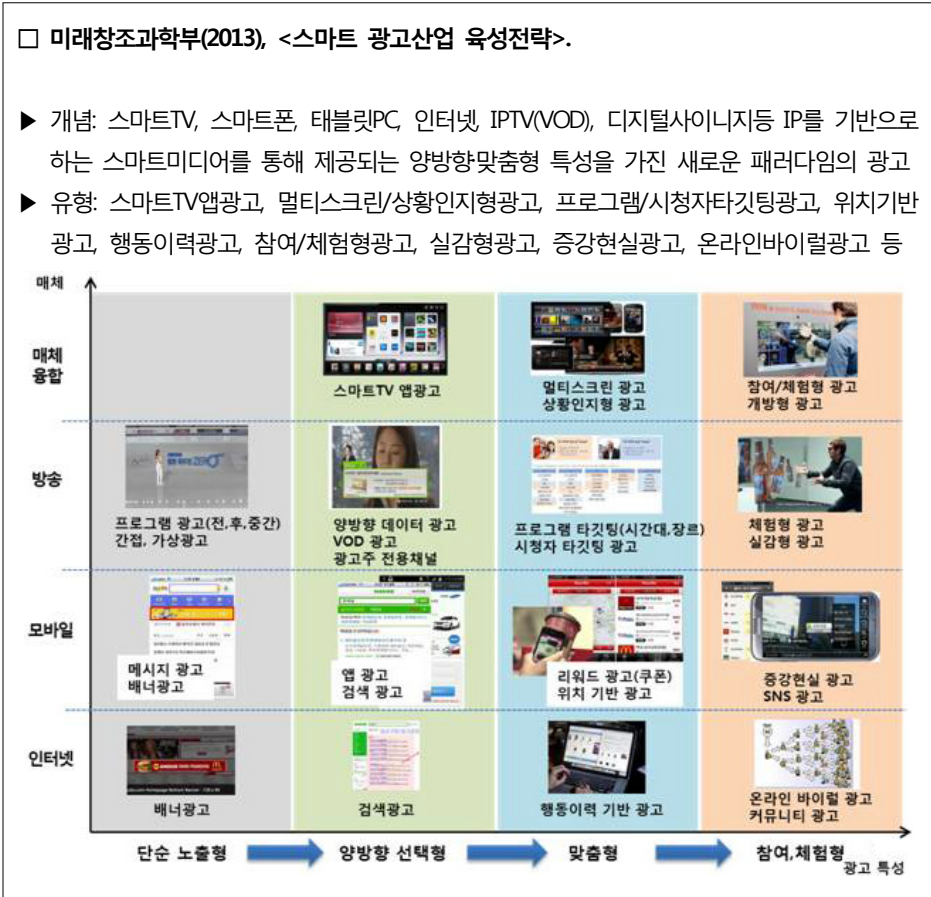 □ 미래창조과학부(2013), <스마트 광고산업 육성전략>.
▶ 개념: 스마트TV, 스마트폰, 태블릿PC, 인터넷, IPTV(VOD), 디지털사이니지등 IP를 기반으로
하는 스마트미디어를 통해 제공되는 양방향맞춤형 특성을 가진 새로운 패러다임의 광고
▶ 유형: 스마트TV앱광고, 멀티스크린/상황인지형광고, 프로그램/시청자타깃팅광고, 위치기반
광고, 행동이력광고, 참여/체험형광고, 실감형광고, 증강현실광고, 온라인바이럴광고 등
매체
매체
융합
스마트TV 앱광고
멀티스크린 광고
상황인지형 광고
참여/체험형 광고
개방형 광고
방송
프로그램 광고(전,후,중간)
간접, 가상광고
양방향 데이터 광고
VOD 광고
광고주 전용채널
프로그램 타깃팅(시간대,장르)
시청자 타깃팅 광고
체험형 광고
실감형 광고
모바일
메시지 광고
배너광고
앱 광고
검색 광고
리워드 광고(쿠폰)
위치 기반 광고
증강현실 광고
SNS 광고
인터넷
배너광고
검색광고
행동이력 기반 광고
온라인 바이럴 광고
커뮤니티 광고
단순 노출형
양방향 선택형
맞춤형
참여,체험형
광고 특성